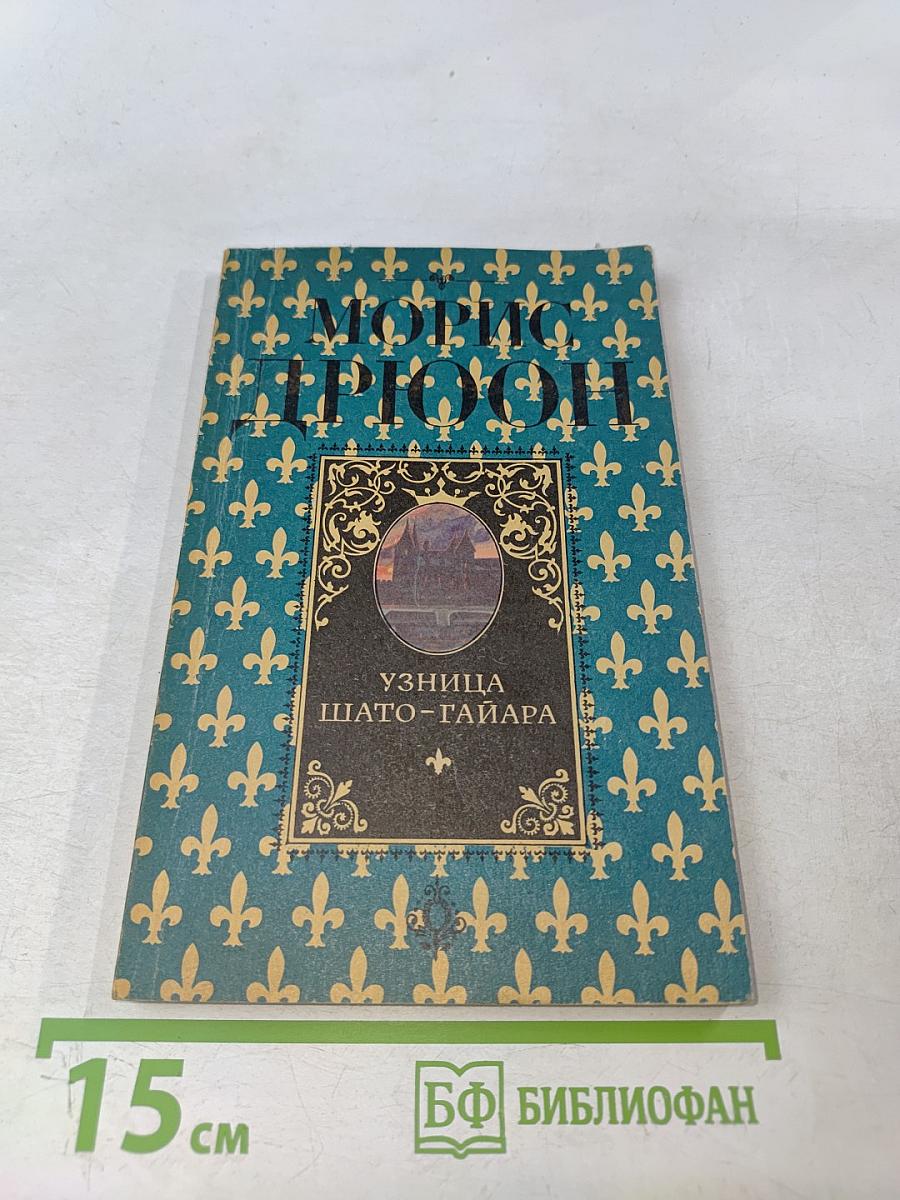 МОРИС
ДРЮОН
УЗНИЦА
ШАТО-ГАЙАРА
15 см
БФ БИБЛИОФАН